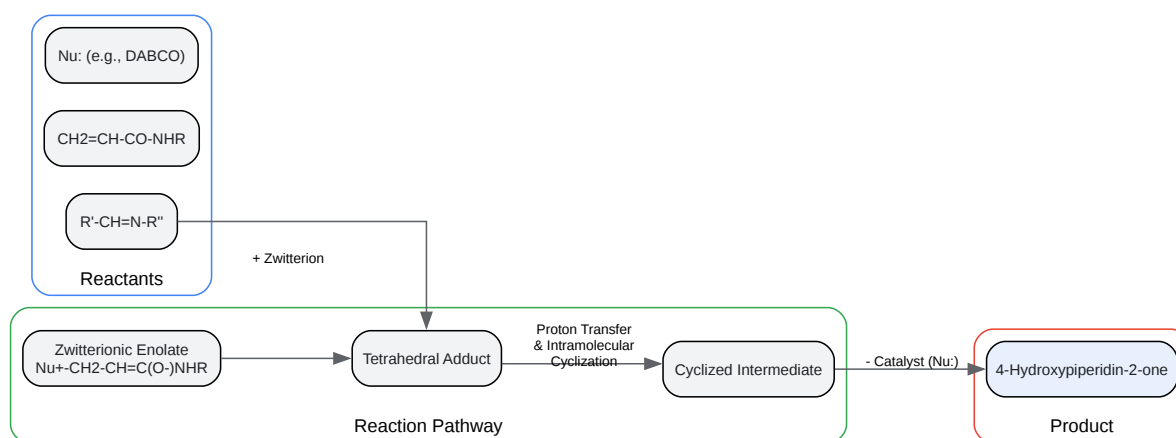 Nu: (e.g., DABCO)
CH2=CH-CO-NHR
R'-CH=N-R"
Reactants
+ Zwitterion
Zwitterionic Enolate
Nu+-CH2-CH=C(O-)NHR
Tetrahedral Adduct
Proton Transfer
& Intramolecular
Cyclization
Cyclized Intermediate
- Catalyst (Nu:)
4-Hydroxypiperidin-2-one
Reaction Pathway
Product